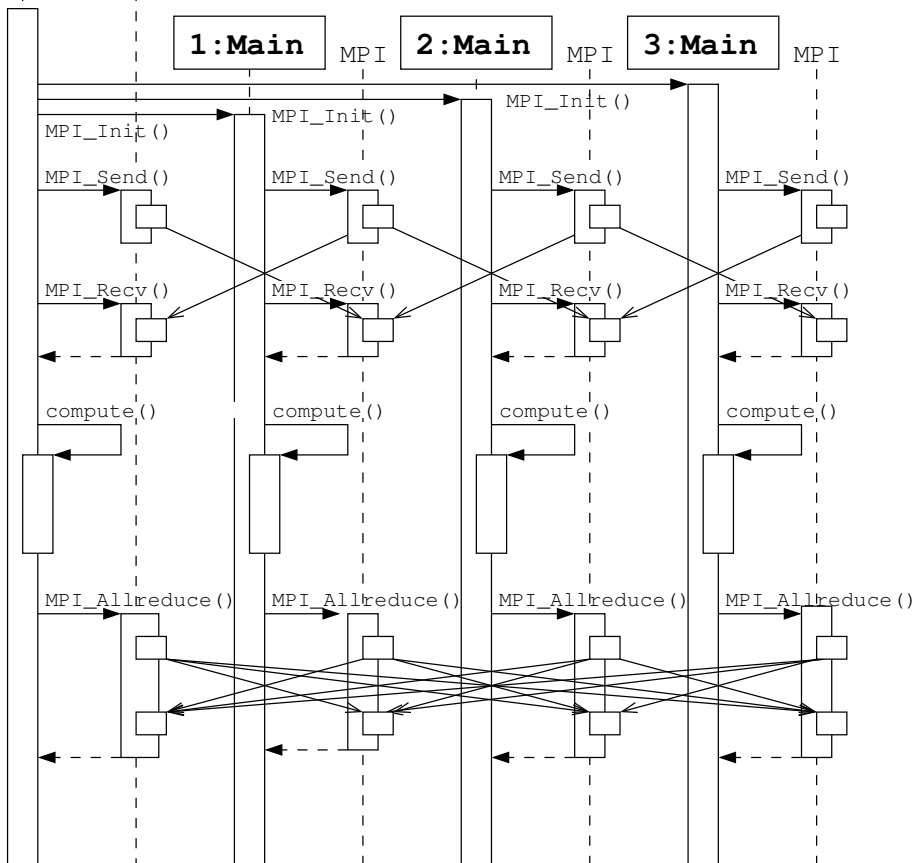 1:Main
MPI
2:Main
MPI
3:Main
MPI
MPI_Init()
MPI_Init()
MPI_Init()
MPI_Send()
MPI_Send()
MPI_Send()
MPI_Send()
MPI_Recv()
MPI_Recv()
MPI_Recv()
MPI_Recv()
compute()
compute()
compute()
compute()
MPI_Allreduce()
MPI_Allreduce()
MPI_Allreduce()
MPI_Allreduce()